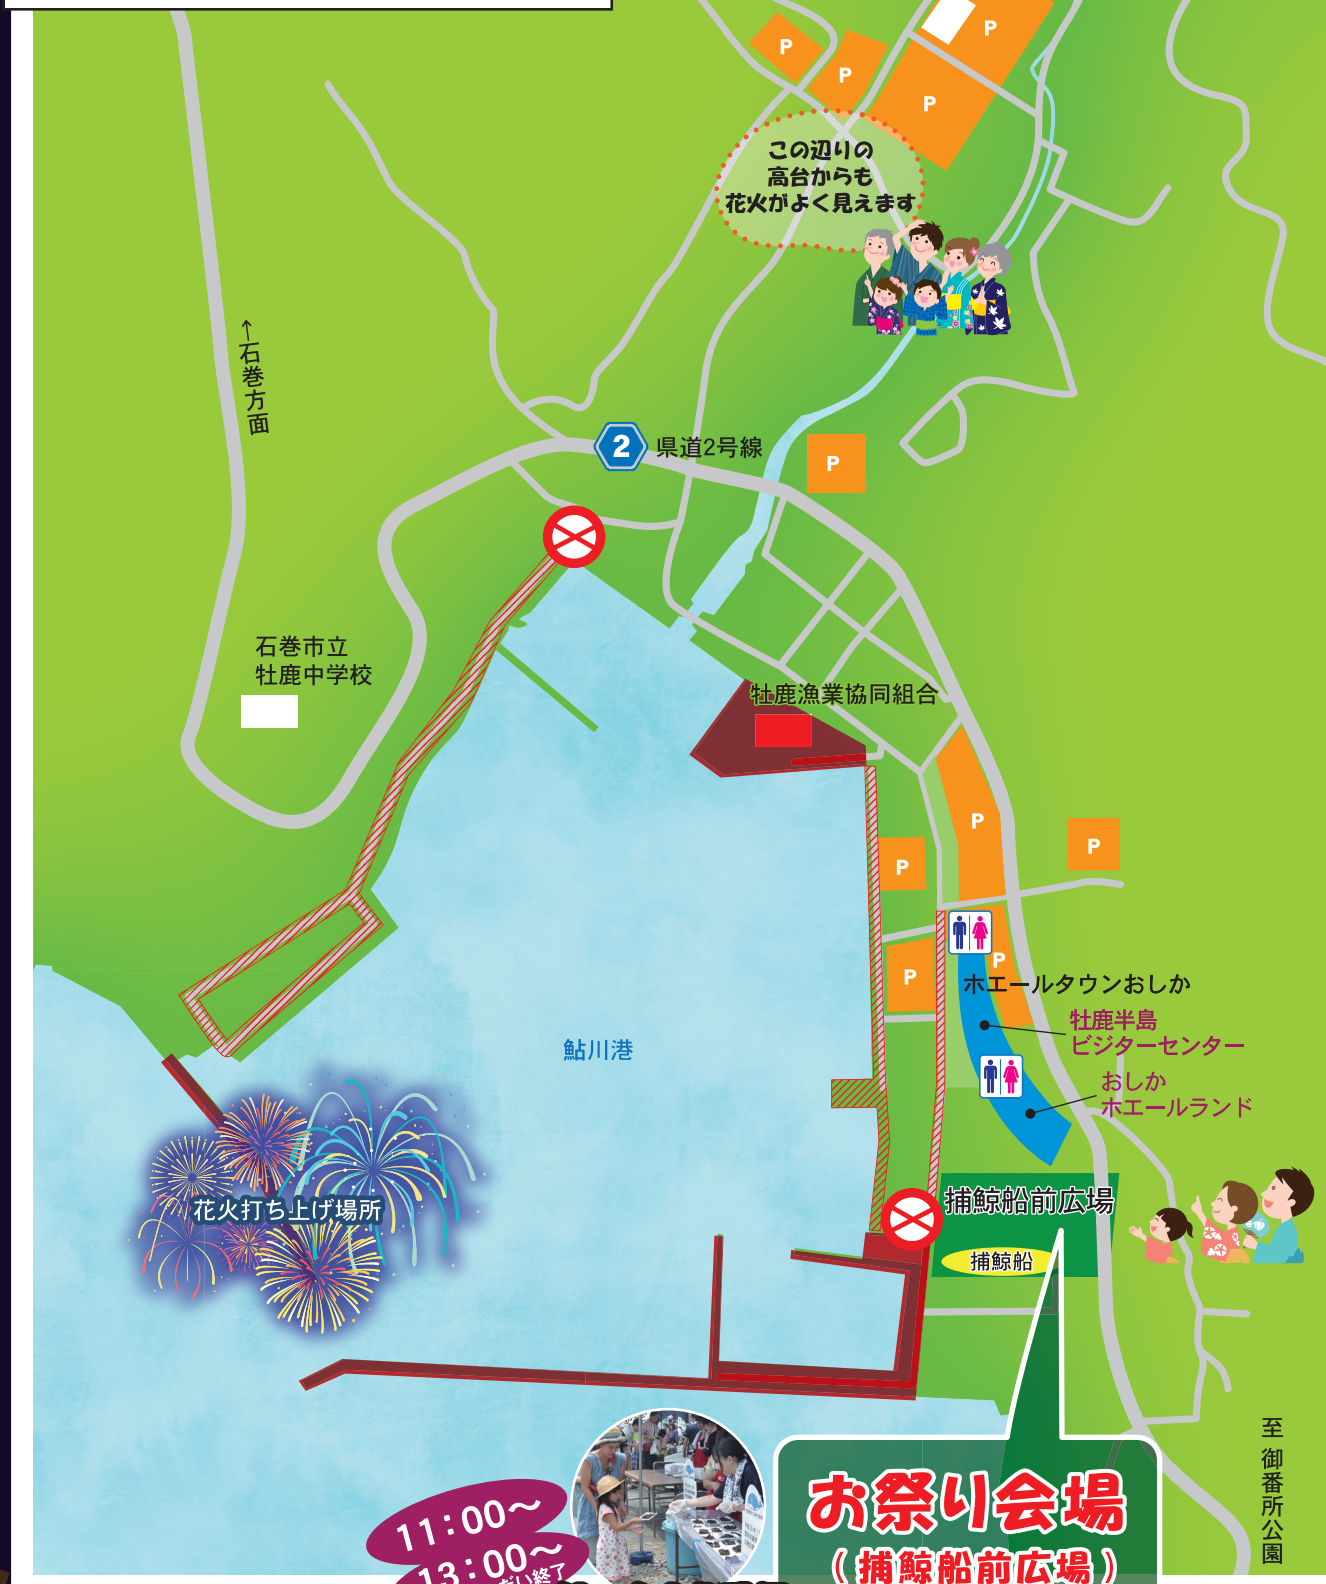 P
P
P
P
この辺りの
高台からも
花火がよく見えます
←石巻方面
2
県道2号線
P
石巻市立
牡鹿中学校
牡鹿漁業協同組合
P
P
P
P
P
ホエールタウンおしか
牡鹿半島
ビジターセンター
鮎川港
おしか
ホエールランド
花火打ち上げ場所
捕鯨船前広場
捕鯨船
至 御番所公園
お祭り会場
(捕鯨船前広場)
11:00～
13:00～
終了